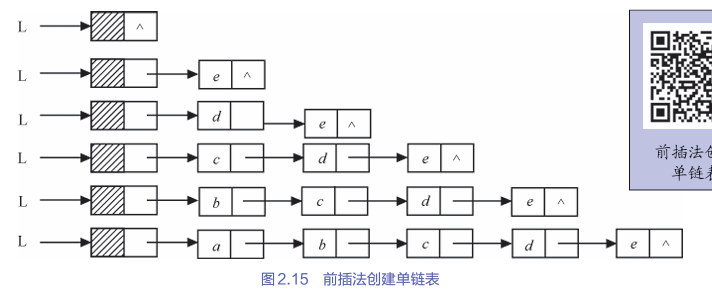 L ^
L e ^
L d e ^
L c d e ^
L b c d e ^
L a b c d e ^
前插法创
单链表
图2.15 前插法创建单链表